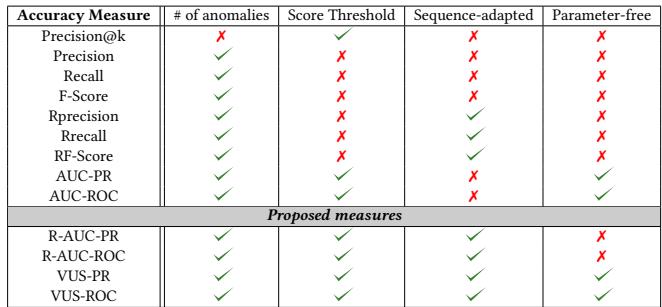 Accuracy Measure # of anomalies Score Threshold Sequence-adapted Parameter-free
Precision@k ✗ ✓ ✗ ✗
Precision ✓ ✗ ✗ ✗
Recall ✓ ✗ ✗ ✗
F-Score ✓ ✗ ✗ ✗
Rprecision ✓ ✗ ✓ ✗
Rrecall ✓ ✗ ✓ ✗
RF-Score ✓ ✗ ✓ ✗
AUC-PR ✓ ✓ ✗ ✓
AUC-ROC ✓ ✓ ✗ ✓
Proposed measures
R-AUC-PR ✓ ✓ ✓ ✗
R-AUC-ROC ✓ ✓ ✓ ✗
VUS-PR ✓ ✓ ✓ ✓
VUS-ROC ✓ ✓ ✓ ✓